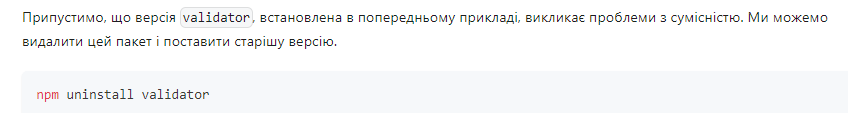 Припустимо, що версія validator, встановлена в попередньому прикладі, викликає проблеми з сумісністю. Ми можемо
видалити цей пакет і поставити старішу версію.
npm uninstall validator